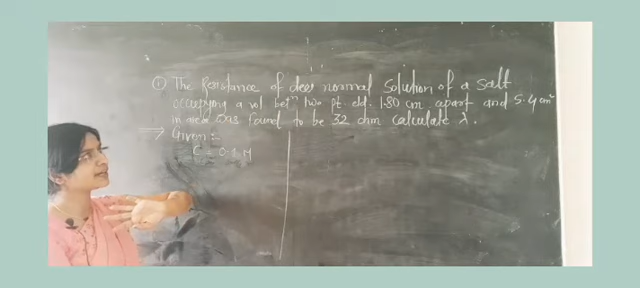 ① The Resistance of deci normal solution of a salt
occupying a vol betⁿ two pt. eld. 1.80 cm apart and 5.4 cm²
in area was found to be 32 ohm calculate λ.
⇒ Given :-
C = 0.1 M